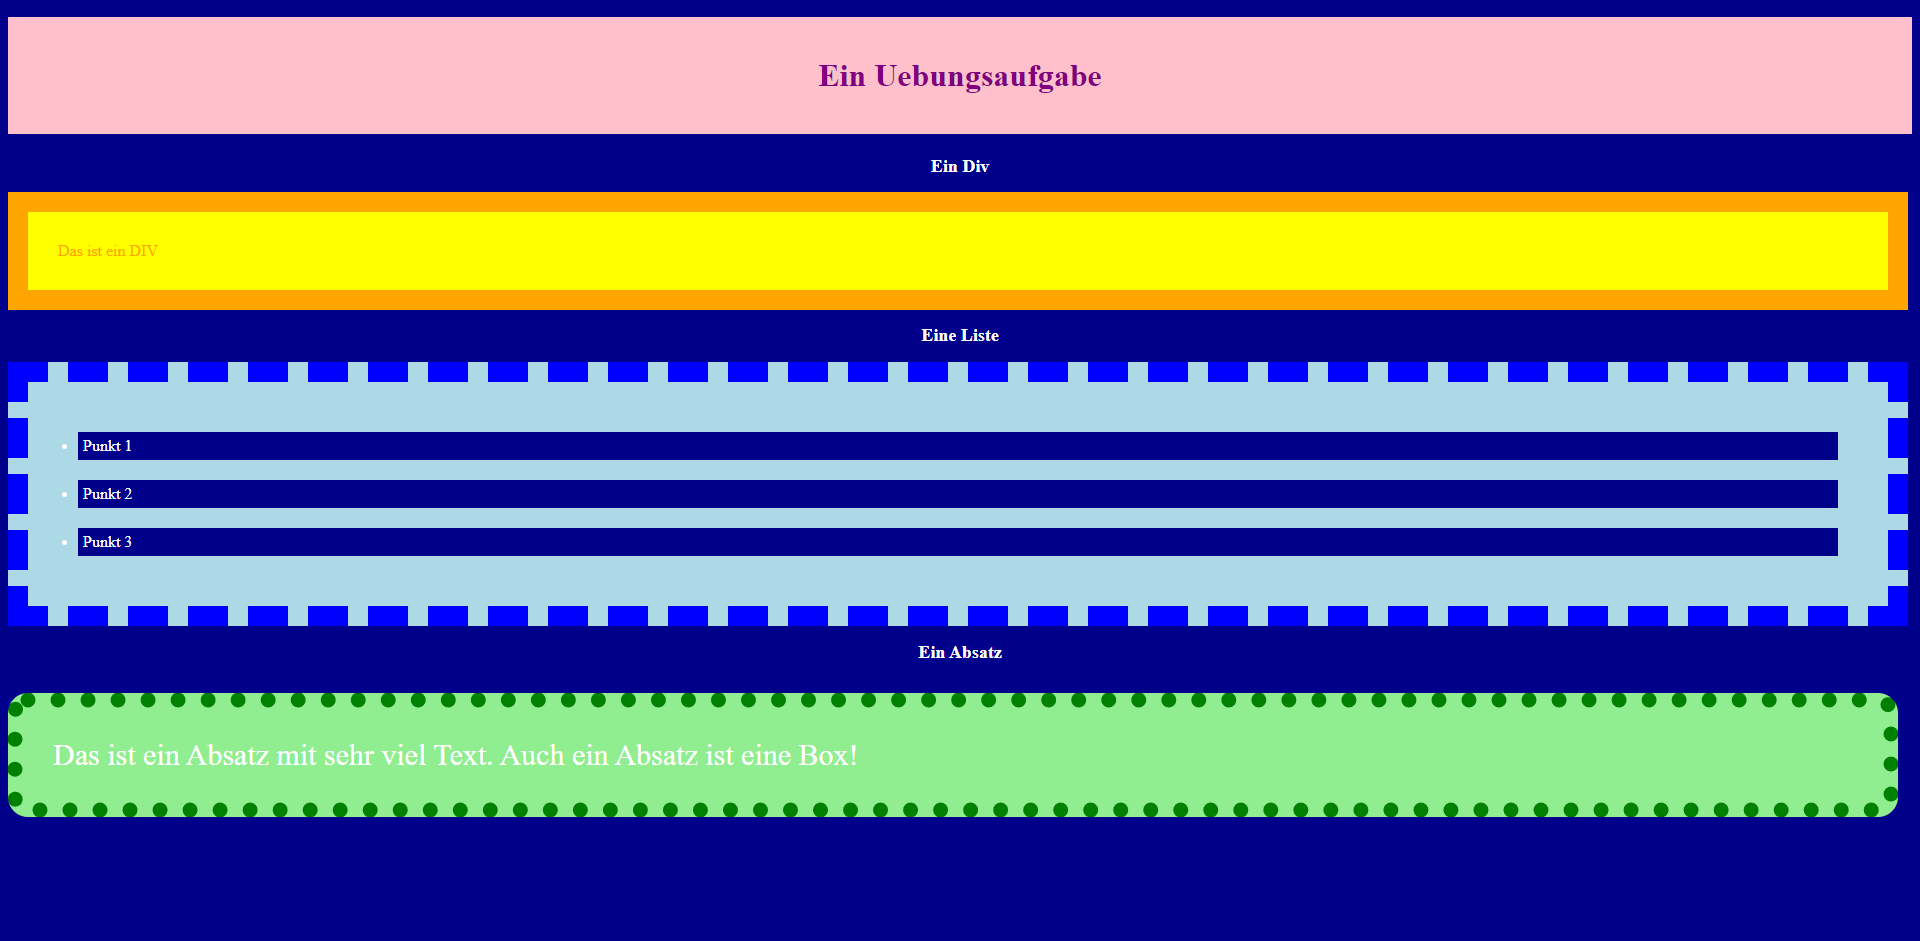 Ein Uebungsaufgabe
Ein Div
Das ist ein DIV
Eine Liste
Punkt 1
Punkt 2
Punkt 3
Ein Absatz
Das ist ein Absatz mit sehr viel Text. Auch ein Absatz ist eine Box!